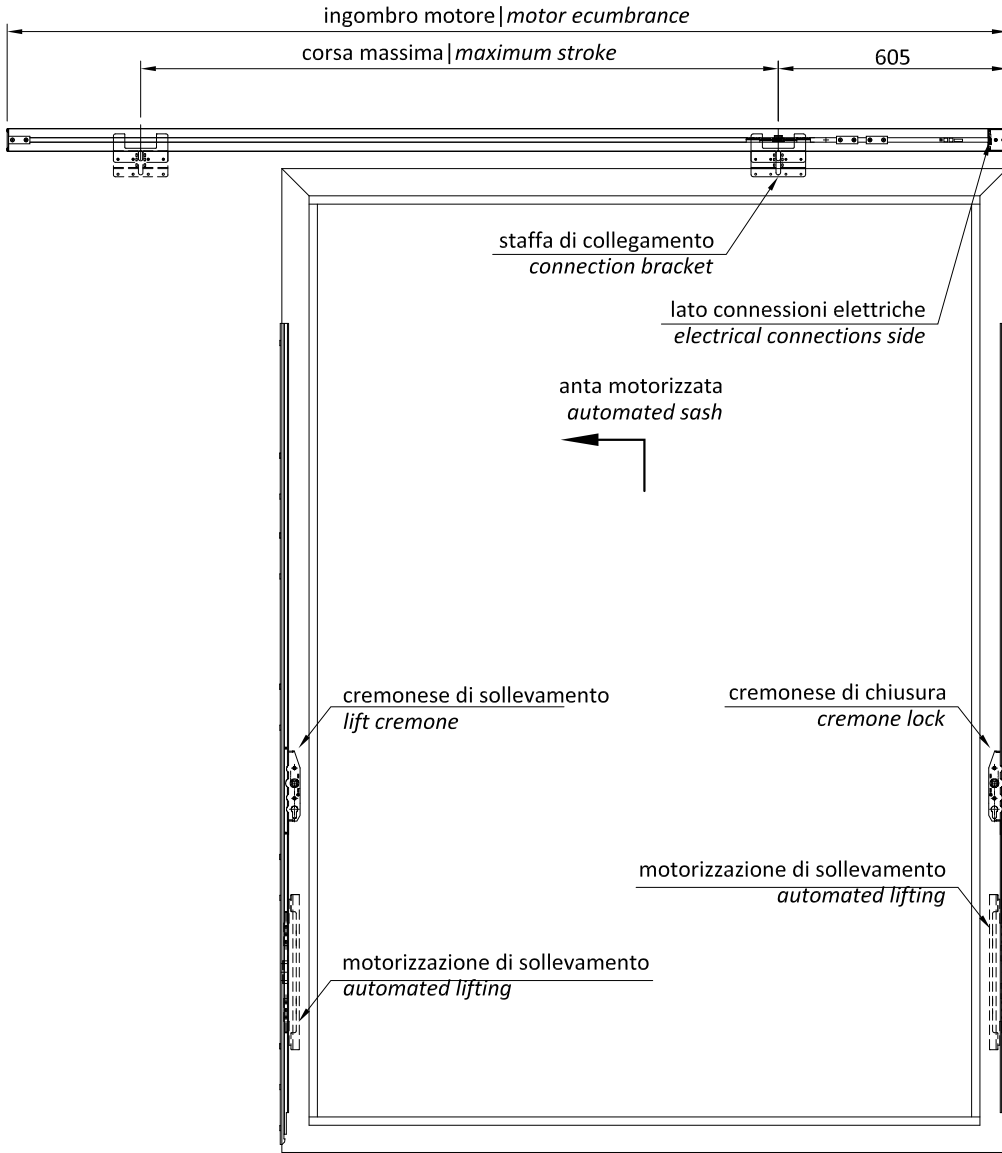 ingombro motore|motor ecumbrance
corsa massima|maximum stroke
605
staffa di collegamento
connection bracket
lato connessioni elettriche
electrical connections side
anta motorizzata
automated sash
cremonese di sollevamento
lift cremone
cremonese di chiusura
cremone lock
motorizzazione di sollevamento
automated lifting
motorizzazione di sollevamento
automated lifting